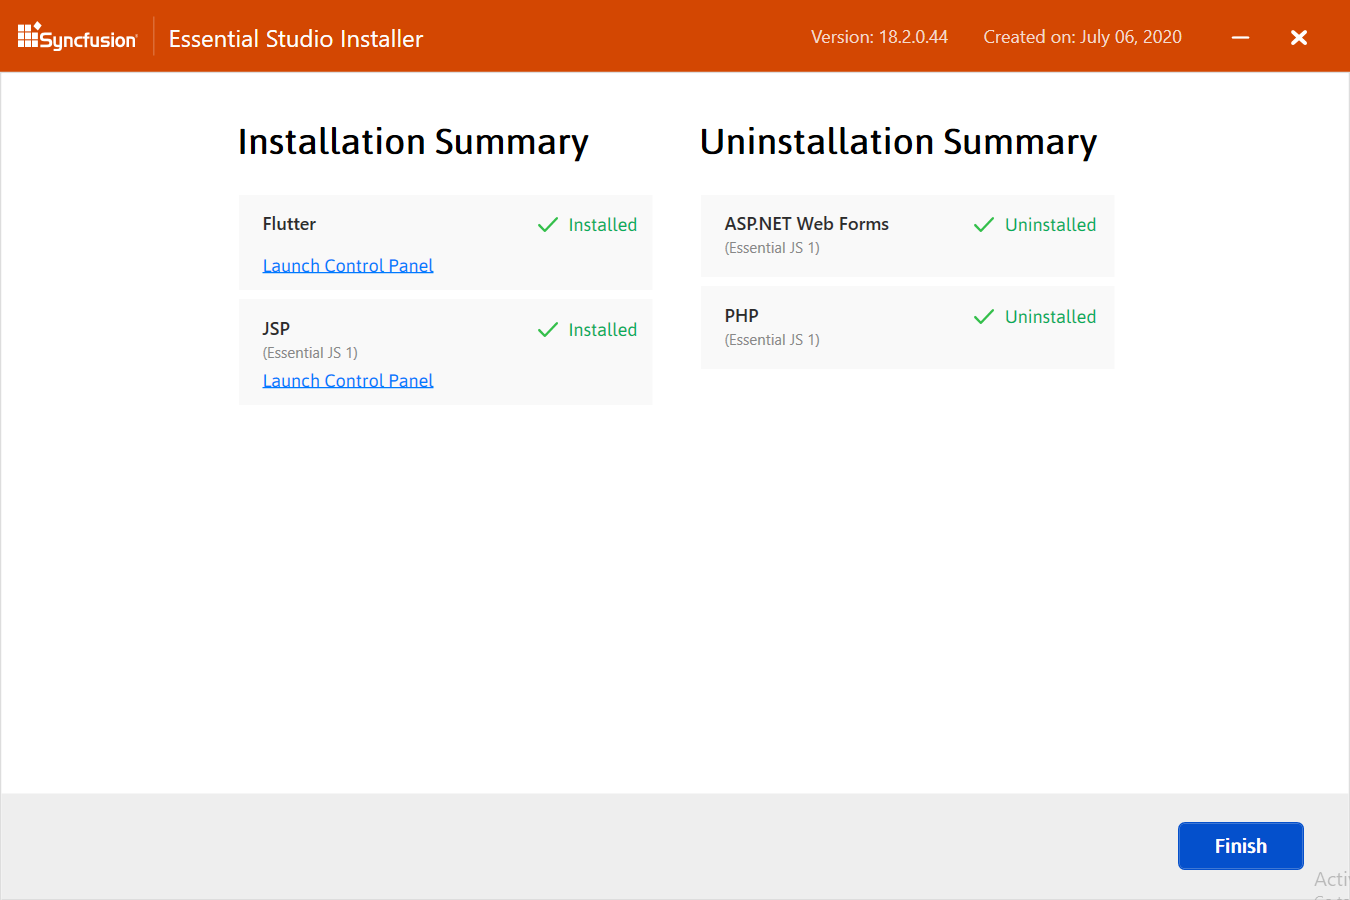 Syncfusion
Essential Studio Installer
Version: 18.2.0.44
Created on: July 06, 2020
Installation Summary
Flutter
Installed
Launch Control Panel
JSP
Installed
(Essential JS 1)
Launch Control Panel
Uninstallation Summary
ASP.NET Web Forms
Uninstalled
(Essential JS 1)
PHP
Uninstalled
(Essential JS 1)
Finish